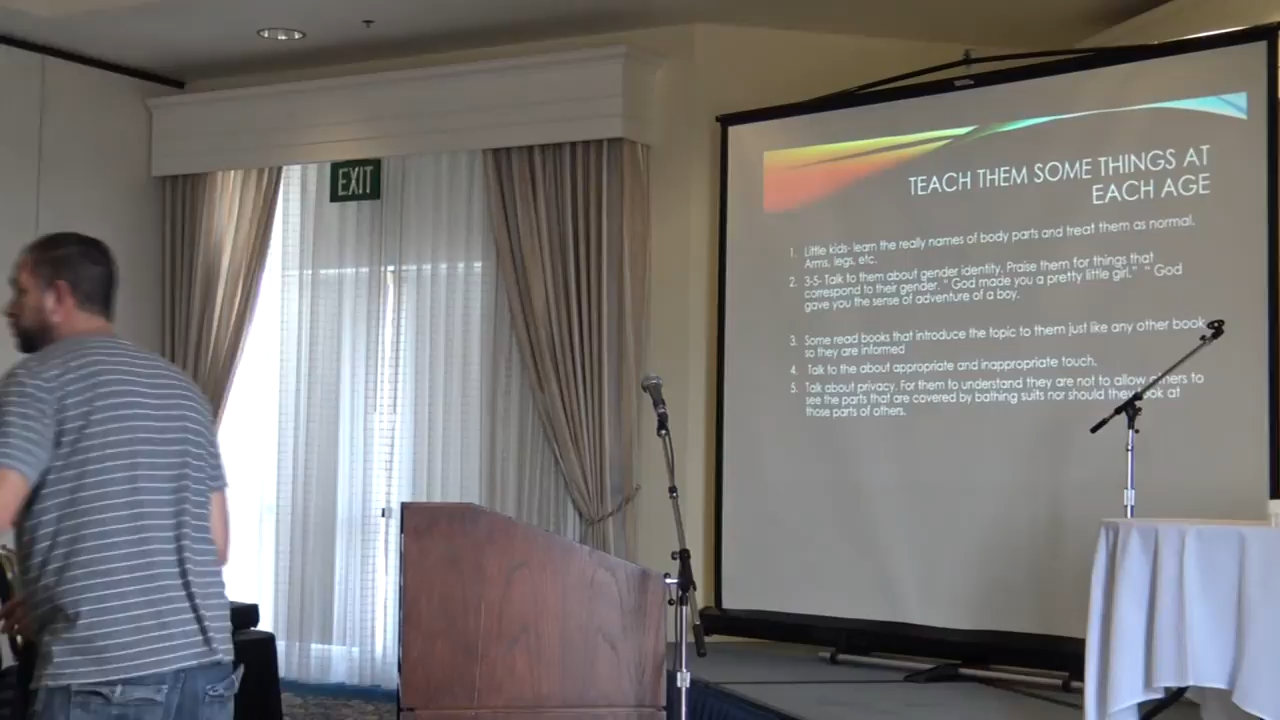 EXIT
TEACH THEM SOME THINGS AT
EACH AGE
1. Little kids- learn the really names of body parts and treat them as normal.
Arms, legs, etc.
2. 3-5- Talk to them about gender identity. Praise them for things that
correspond to their gender. " God made you a pretty little girl." " God
gave you the sense of adventure of a boy.
3. Some read books that introduce the topic to them just like any other book
so they are informed
4. Talk to the about appropriate and inappropriate touch.
5. Talk about privacy. For them to understand they are not to allow others to
see the parts that are covered by bathing suits nor should they look at
those parts of others.